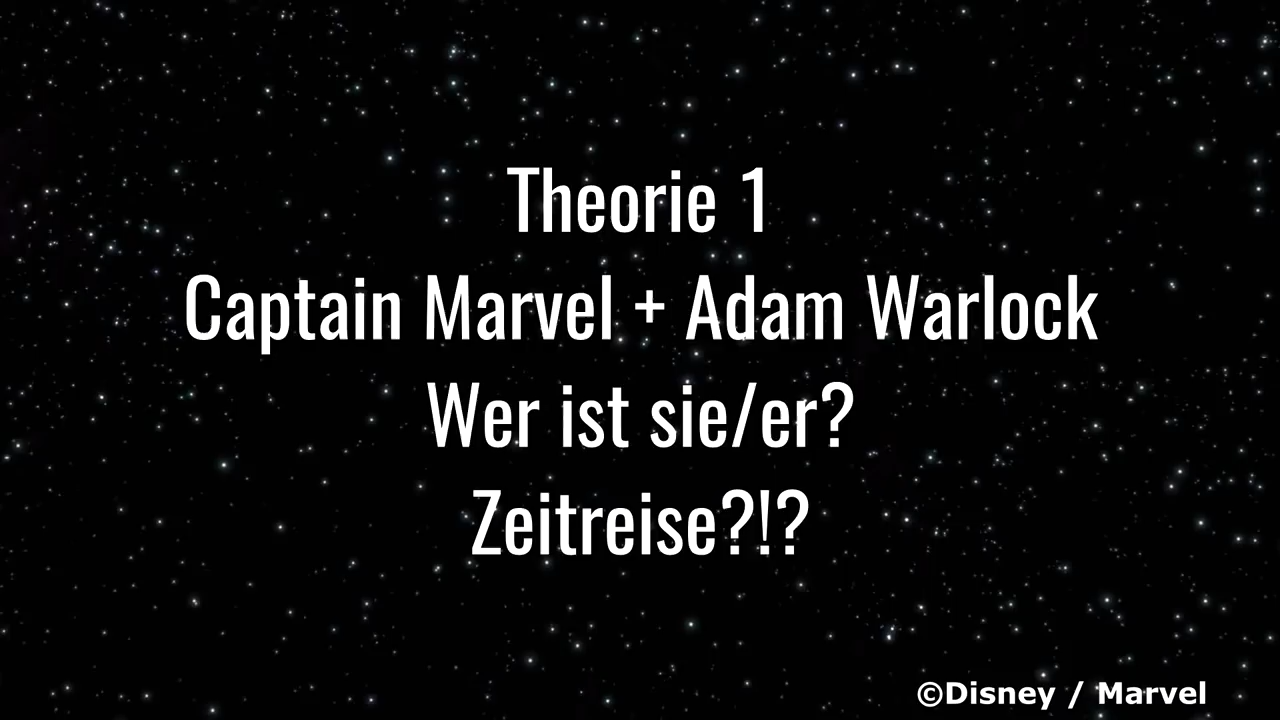 Theorie 1
Captain Marvel + Adam Warlock
Wer ist sie/er?
Zeitreise?!?
©Disney / Marvel